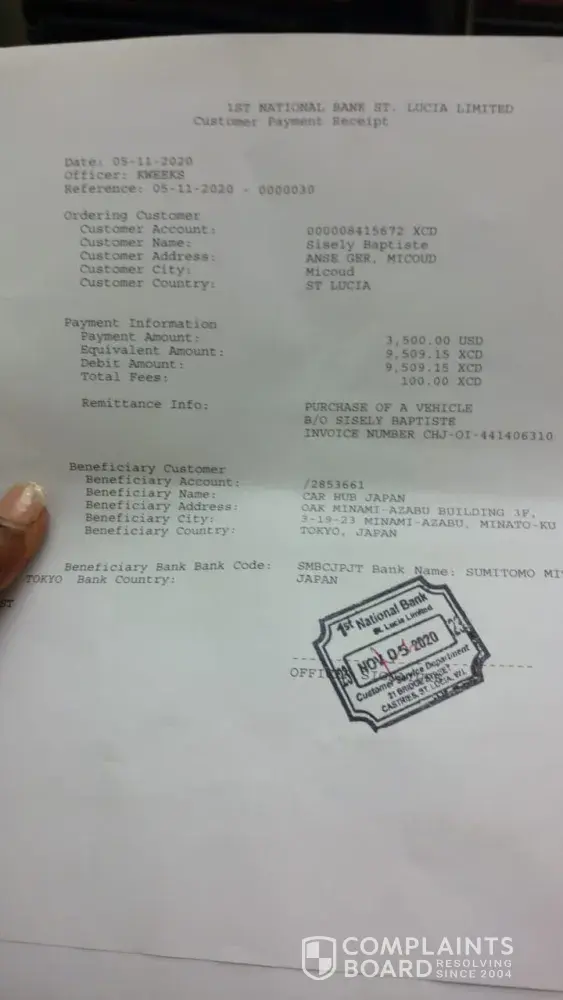 1ST NATIONAL BANK ST. LUCIA LIMITED
Customer Payment Receipt
Date: 05-11-2020
Officer: KWEEKS
Reference: 05-11-2020 - 0000030
Ordering Customer
Customer Account: 000008415672 XCD
Customer Name: Sisely Baptiste
Customer Address: ANSE GER, MICOUD
Customer City: Micoud
Customer Country: ST LUCIA
Payment Information
Payment Amount: 3,500.00 USD
Equivalent Amount: 9,509.15 XCD
Debit Amount: 9,509.15 XCD
Total Fees: 100.00 XCD
Remittance Info: PURCHASE OF A VEHICLE
B/O SISELY BAPTISTE
INVOICE NUMBER CHJ-OI-441406310
Beneficiary Customer
Beneficiary Account: /2853661
Beneficiary Name: CAR HUB JAPAN
Beneficiary Address: OAK MINAMI-AZABU BUILDING 3F,
Beneficiary City: 3-19-23 MINAMI-AZABU, MINATO-KU
Beneficiary Country: TOKYO, JAPAN
Beneficiary Bank Bank Code: SMBCJPJT Bank Name: SUMITOMO MIT
TOKYO Bank Country: JAPAN
ST
1st National Bank
St. Lucia Limited
NOV 05 2020
Customer Service Department
21 BRIDGE STREET
CASTRIES, ST. LUCIA, W.I.
COMPLAINTS
BOARD RESOLVING
SINCE 2004